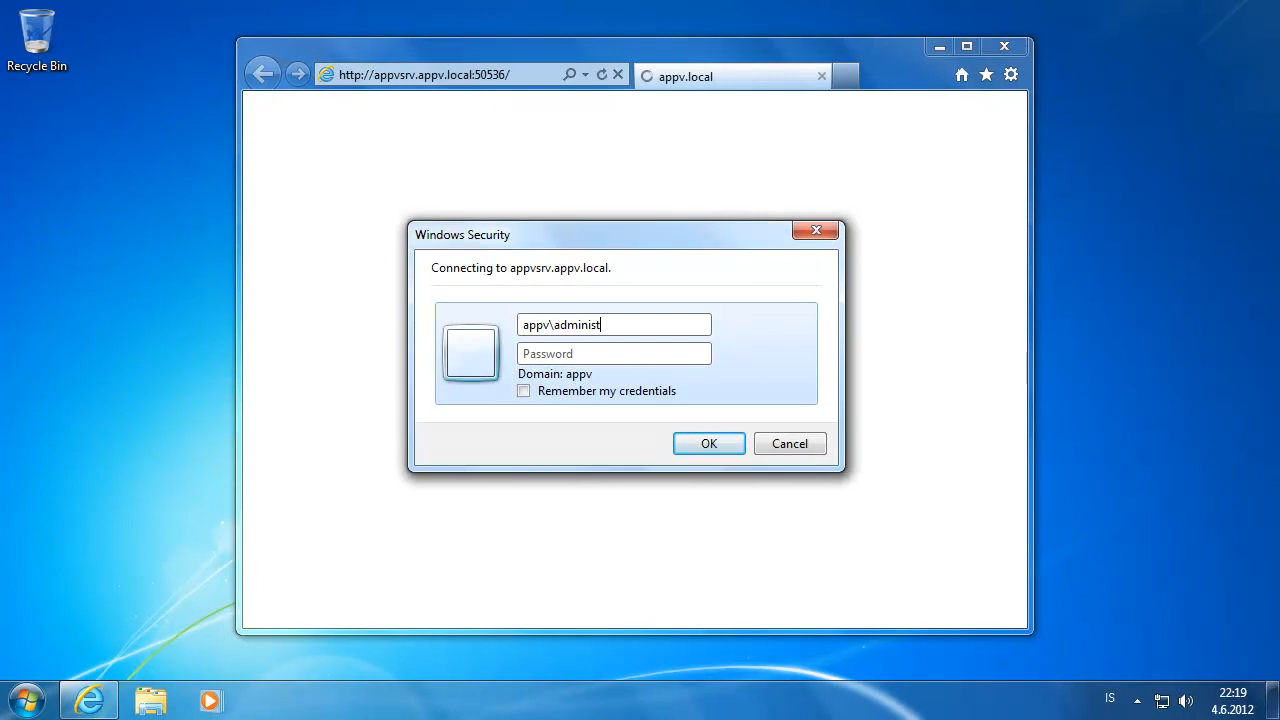 Recycle Bin
http://appvsrv.appv.local:50536/
appv.local
Windows Security
Connecting to appvsrv.appv.local.
appv\administ
Password
Domain: appv
Remember my credentials
OK
Cancel
IS
22:19
4.6.2012